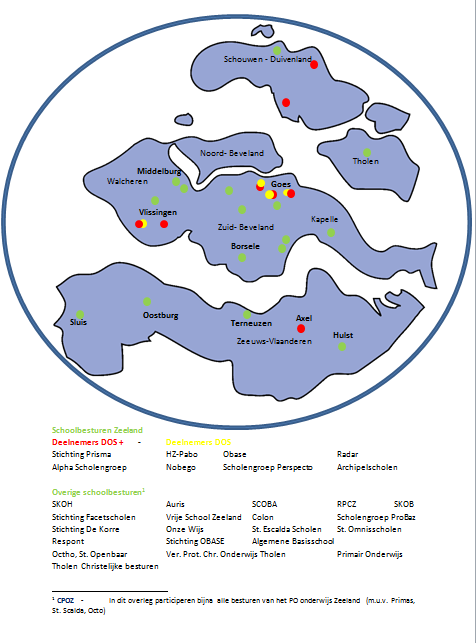 Schouwen - Duivenland
Noord- Beveland
Tholen
Middelburg
Walcheren
Goes
Vlissingen
Kapelle
Zuid- Beveland
Borsele
Oostburg
Sluis
Terneuzen
Axel
Zeeuws-Vlaanderen
Hulst
Schoolbesturen Zeeland
Deelnemers DOS + - Deelnemers DOS
Stichting Prisma HZ-Pabo Obase Radar
Alpha Scholengroep Nobego Scholengroep Perspecto Archipelscholen
Overige schoolbesturen1
SKOH Auris SCOBA RPCZ SKOB
Stichting Facetscholen Vrije School Zeeland Colon Scholengroep ProBaz
Stichting De Korre Onze Wijs St. Escalda Scholen St. Omnisscholen
Respont Stichting OBASE Algemene Basisschool
Octho, St. Openbaar Ver. Prot. Chr. Onderwijs Tholen Primair Onderwijs
Tholen Christelijke besturen
1 CPOZ - In dit overleg participeren bijna alle besturen van het PO onderwijs Zeeland (m.u.v. Primas,
St. Scalda, Octo)